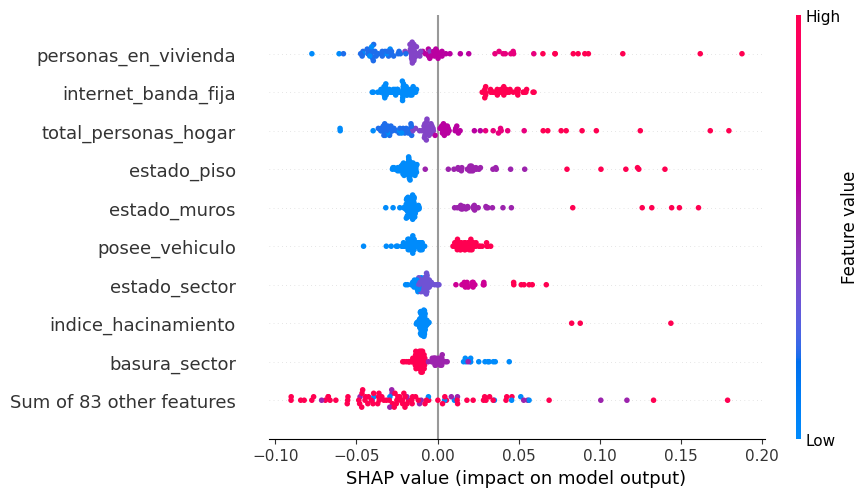 High
personas_en_vivienda
internet_banda_fija
total_personas_hogar
estado_piso
estado_muros
posee_vehiculo
estado_sector
indice_hacinamiento
basura_sector
Sum of 83 other features
Feature value
Low
−0.10 −0.05 0.00 0.05 0.10 0.15 0.20
SHAP value (impact on model output)